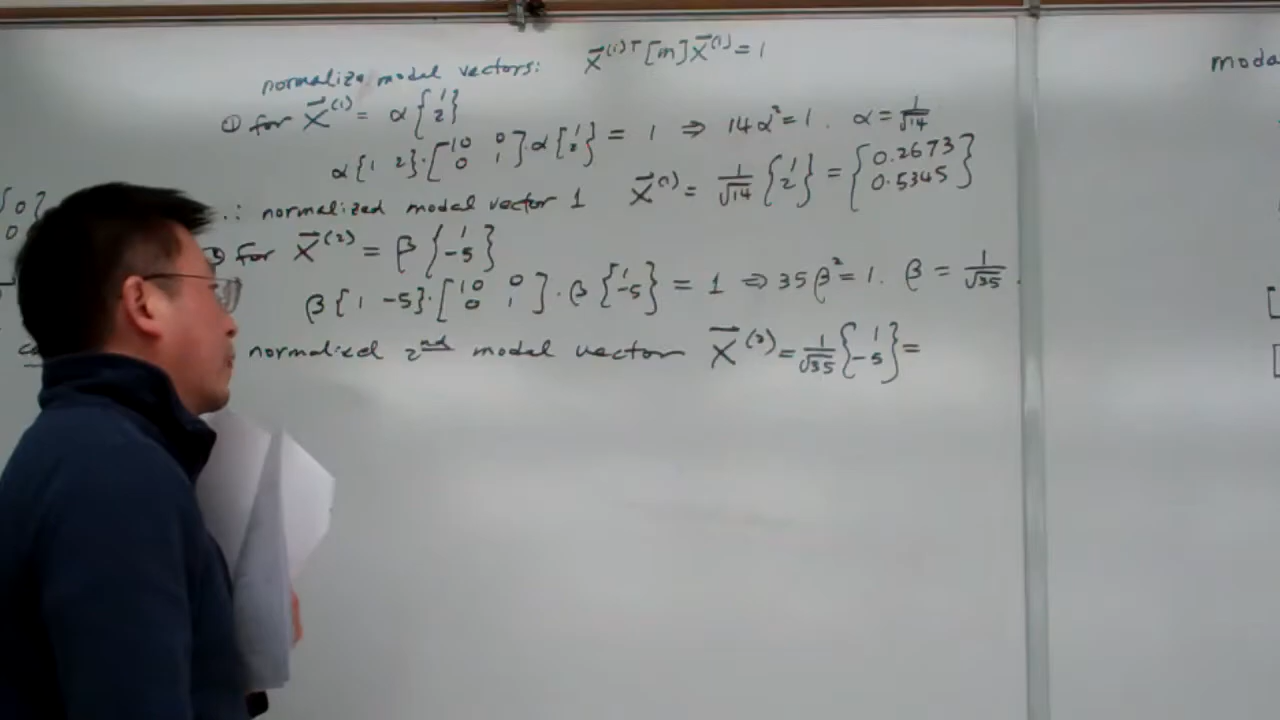 normalize modal vectors: X⃗⁽¹⁾ᵀ [m] X⃗⁽¹⁾ = 1
① for X⃗⁽¹⁾ = α { 1 2 }
α { 1 2 } · [ 10 0 0 1 ] · α { 1 2 } = 1 ⇒ 14α² = 1. α = 1/√14
∴ normalized modal vector 1 X⃗⁽¹⁾ = 1/√14 { 1 2 } = { 0.2673 0.5345 }
② for X⃗⁽²⁾ = β { 1 -5 }
β { 1 -5 } · [ 10 0 0 1 ] · β { 1 -5 } = 1 ⇒ 35β² = 1. β = 1/√35.
normalized 2nd modal vector X⃗⁽²⁾ = 1/√35 { 1 -5 } =
{ 0 }
0
moda
[
[